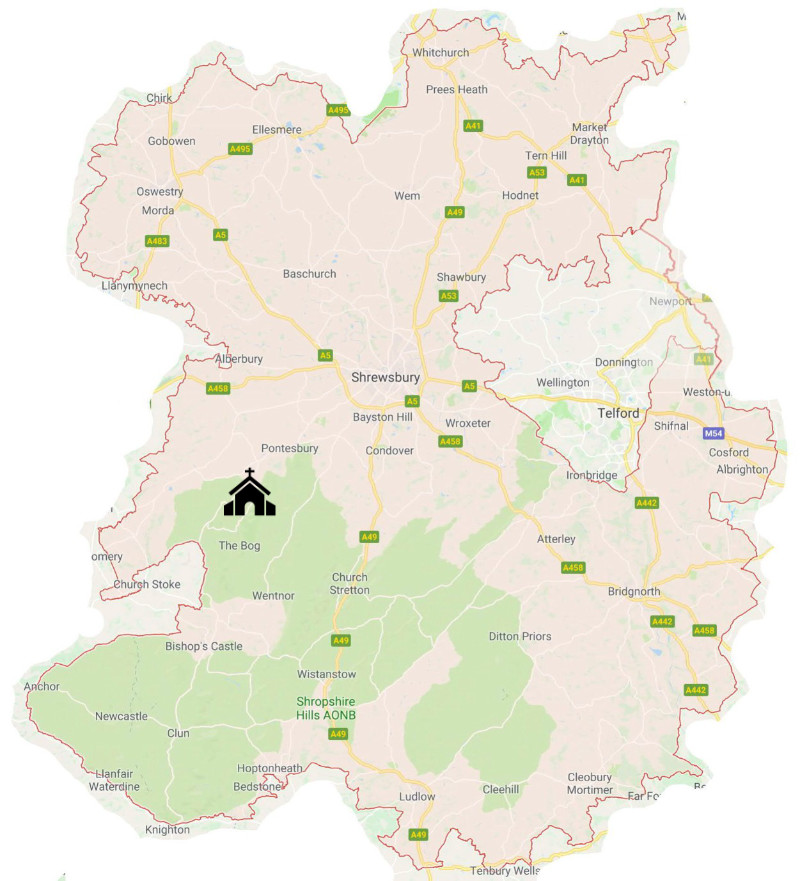 M
Whitchurch
Prees Heath
Chirk
A495
Ellesmere
A41
Market
Drayton
Gobowen
A495
Tern Hill
A53
A41
Oswestry
Wem
Hodnet
Morda
A49
A5
A483
Baschurch
Shawbury
Llanymynech
A53
Newport
Alberbury
A5
A41
Donnington
Shrewsbury
Wellington
A458
A5
Weston-u
A5
Telford
Bayston Hill
Wroxeter
Shifnal
M54
A458
Pontesbury
Condover
Cosford
Albrighton
Ironbridge
A442
A49
Atterley
The Bog
omery
A458
Church
Stretton
Church Stoke
Wentnor
Bridgnorth
A442
A458
Ditton Priors
A49
Bishop's Castle
Wistanstow
Anchor
A442
Shropshire
Hills AONB
Newcastle
Clun
A49
Hoptonheath
Llanfair
Waterdine
Bedstone
Cleobury
Mortimer
Cleehill
Ludlow
Far Fo
Be
Knighton
A49
Tenbury Wells